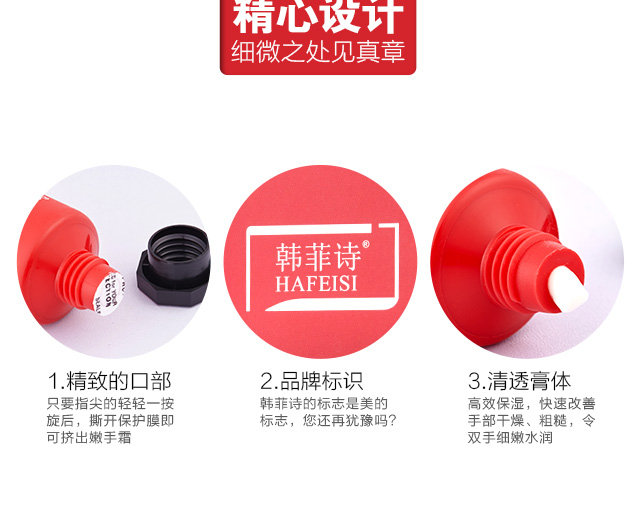 精心设计
细微之处见真章
韩菲诗®
HAFEISI
1.精致的口部
只要指尖的轻轻一按
旋后，撕开保护膜即
可挤出嫩手霜
2.品牌标识
韩菲诗的标志是美的
标志，您还再犹豫吗?
3.清透膏体
高效保湿，快速改善
手部干燥、粗糙，令
双手细嫩水润